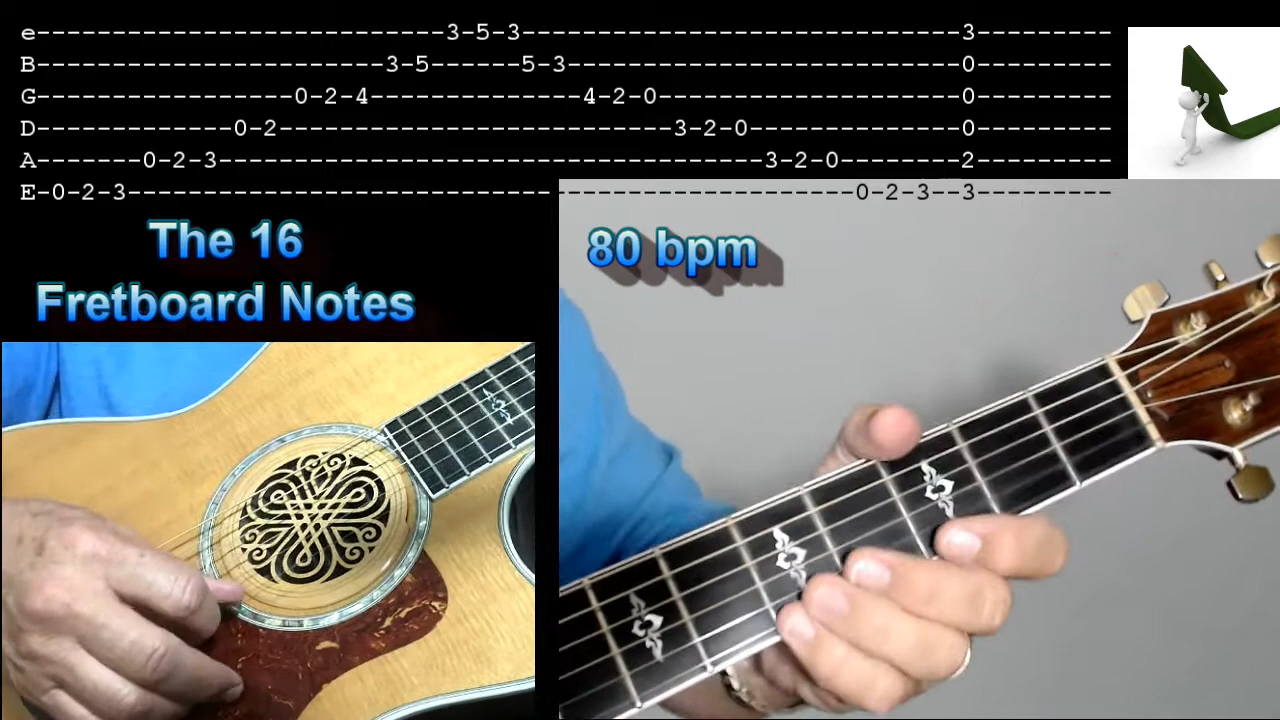 e---------------------------3-5-3-----------------------------3---------
B-----------------------3-5------5-3--------------------------0---------
G-----------------0-2-4--------------4-2-0--------------------0---------
D-------------0-2--------------------------3-2-0--------------0---------
A-------0-2-3------------------------------------3-2-0--------2---------
E-0-2-3------------------------------------------------0-2-3--3---------
The 16
Fretboard Notes
80 bpm